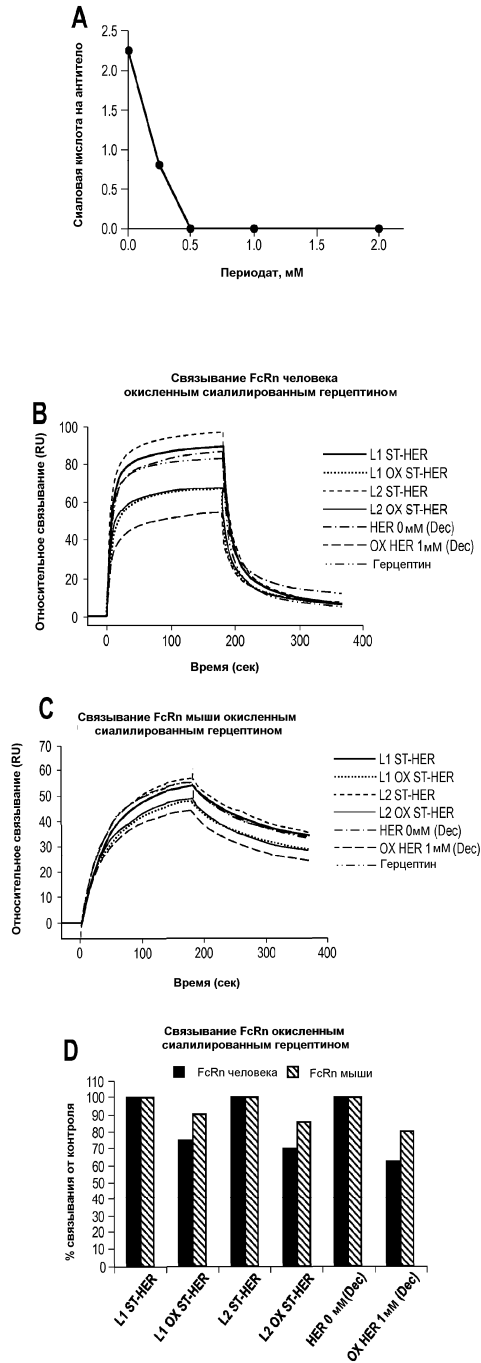 A
Сиаловая кислота на антитело
2.5
2.0
1.5
1.0
0.5
0.0
0.0
0.5
1.0
1.5
2.0
Периодат, мМ
Связывание FcRn человека
окисленным сиалилированным герцептином
B
Относительное связывание (RU)
100
80
60
40
20
0
0
100
200
300
400
Время (сек)
L1 ST-HER
L1 OX ST-HER
L2 ST-HER
L2 OX ST-HER
HER 0мМ (Dec)
OX HER 1мМ (Dec)
Герцептин
C
Связывание FcRn мыши окисленным
сиалилированным герцептином
Относительное связывание (RU)
70
60
50
40
30
20
10
0
0
100
200
300
400
Время (сек)
L1 ST-HER
L1 OX ST-HER
L2 ST-HER
L2 OX ST-HER
HER 0мМ (Dec)
OX HER 1мМ (Dec)
Герцептин
D
Связывание FcRn окисленным
сиалилированным герцептином
FcRn человека
FcRn мыши
% связывания от контроля
110
100
90
80
70
60
50
40
30
20
10
0
L1 ST-HER
L1 OX ST-HER
L2 ST-HER
L2 OX ST-HER
HER 0 мМ(Dec)
OX HER 1мМ (Dec)